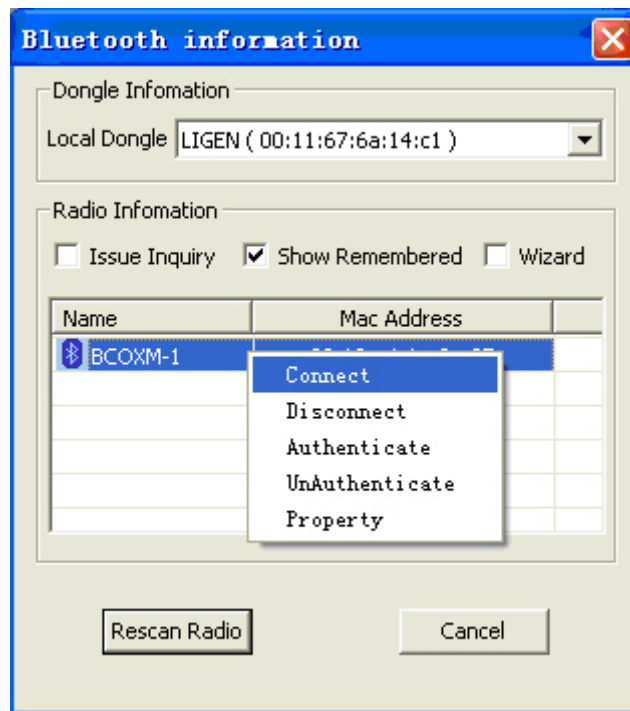 Bluetooth information
Dongle Infomation
Local Dongle LIGEN ( 00:11:67:6a:14:c1 )
Radio Infomation
Issue Inquiry Show Remembered Wizard
Name Mac Address
BCOXM-1
Connect
Disconnect
Authenticate
UnAuthenticate
Property
Rescan Radio Cancel